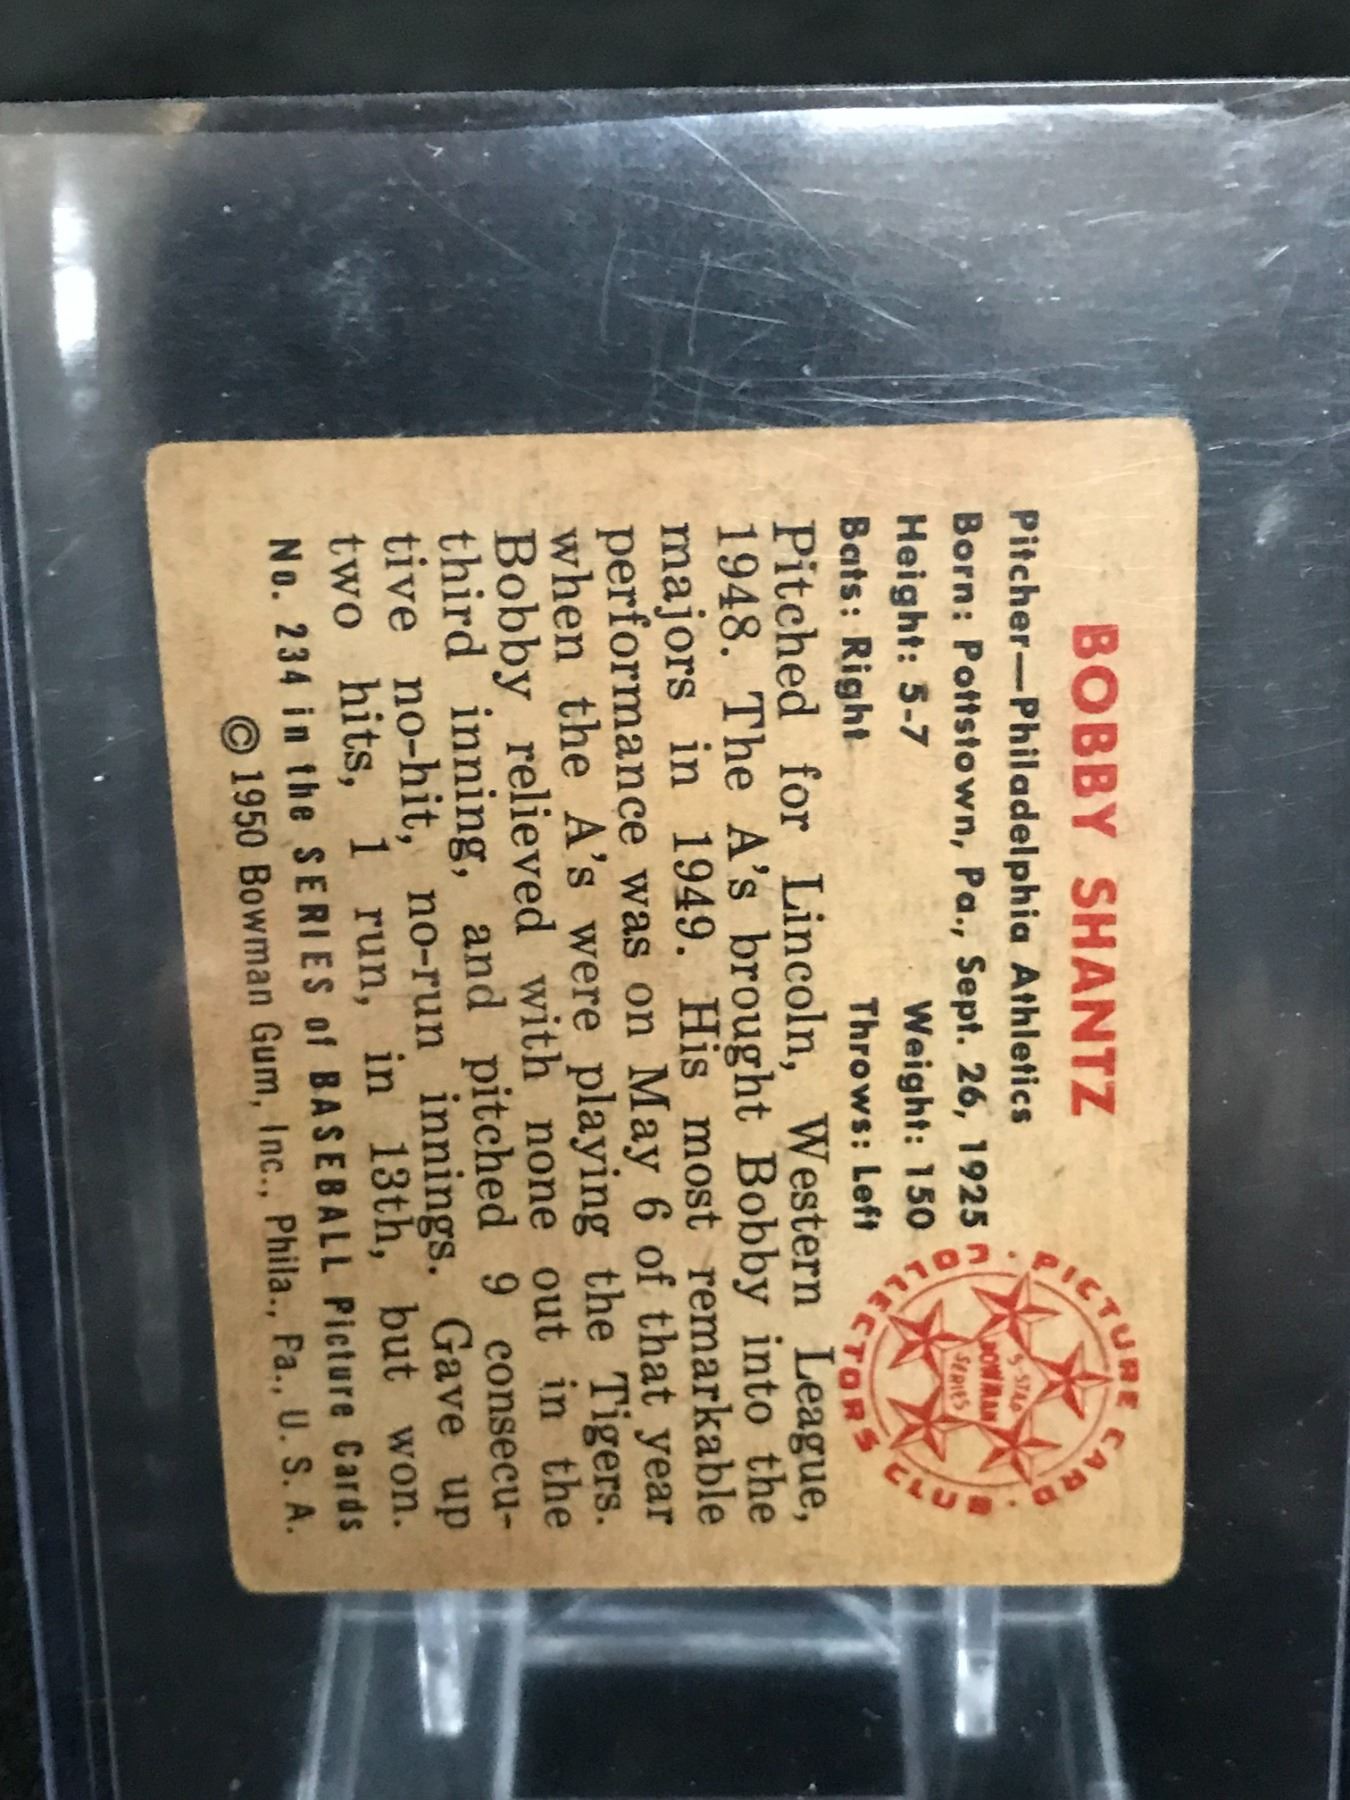 BOBBY SHANTZ
Pitcher—Philadelphia Athletics
Born: Pottstown, Pa., Sept. 26, 1925
Height: 5-7 Weight: 150
Bats: Right Throws: Left
PICTURE CARD COLLECTORS CLUB
5-STAR
BOWMAN
SERIES
Pitched for Lincoln, Western League,
1948. The A's brought Bobby into the
majors in 1949. His most remarkable
performance was on May 6 of that year
when the A's were playing the Tigers.
Bobby relieved with none out in the
third inning, and pitched 9 consecu-
tive no-hit, no-run innings. Gave up
two hits, 1 run, in 13th, but won.
No. 234 in the SERIES of BASEBALL Picture Cards
© 1950 Bowman Gum, Inc., Phila., Pa., U. S. A.